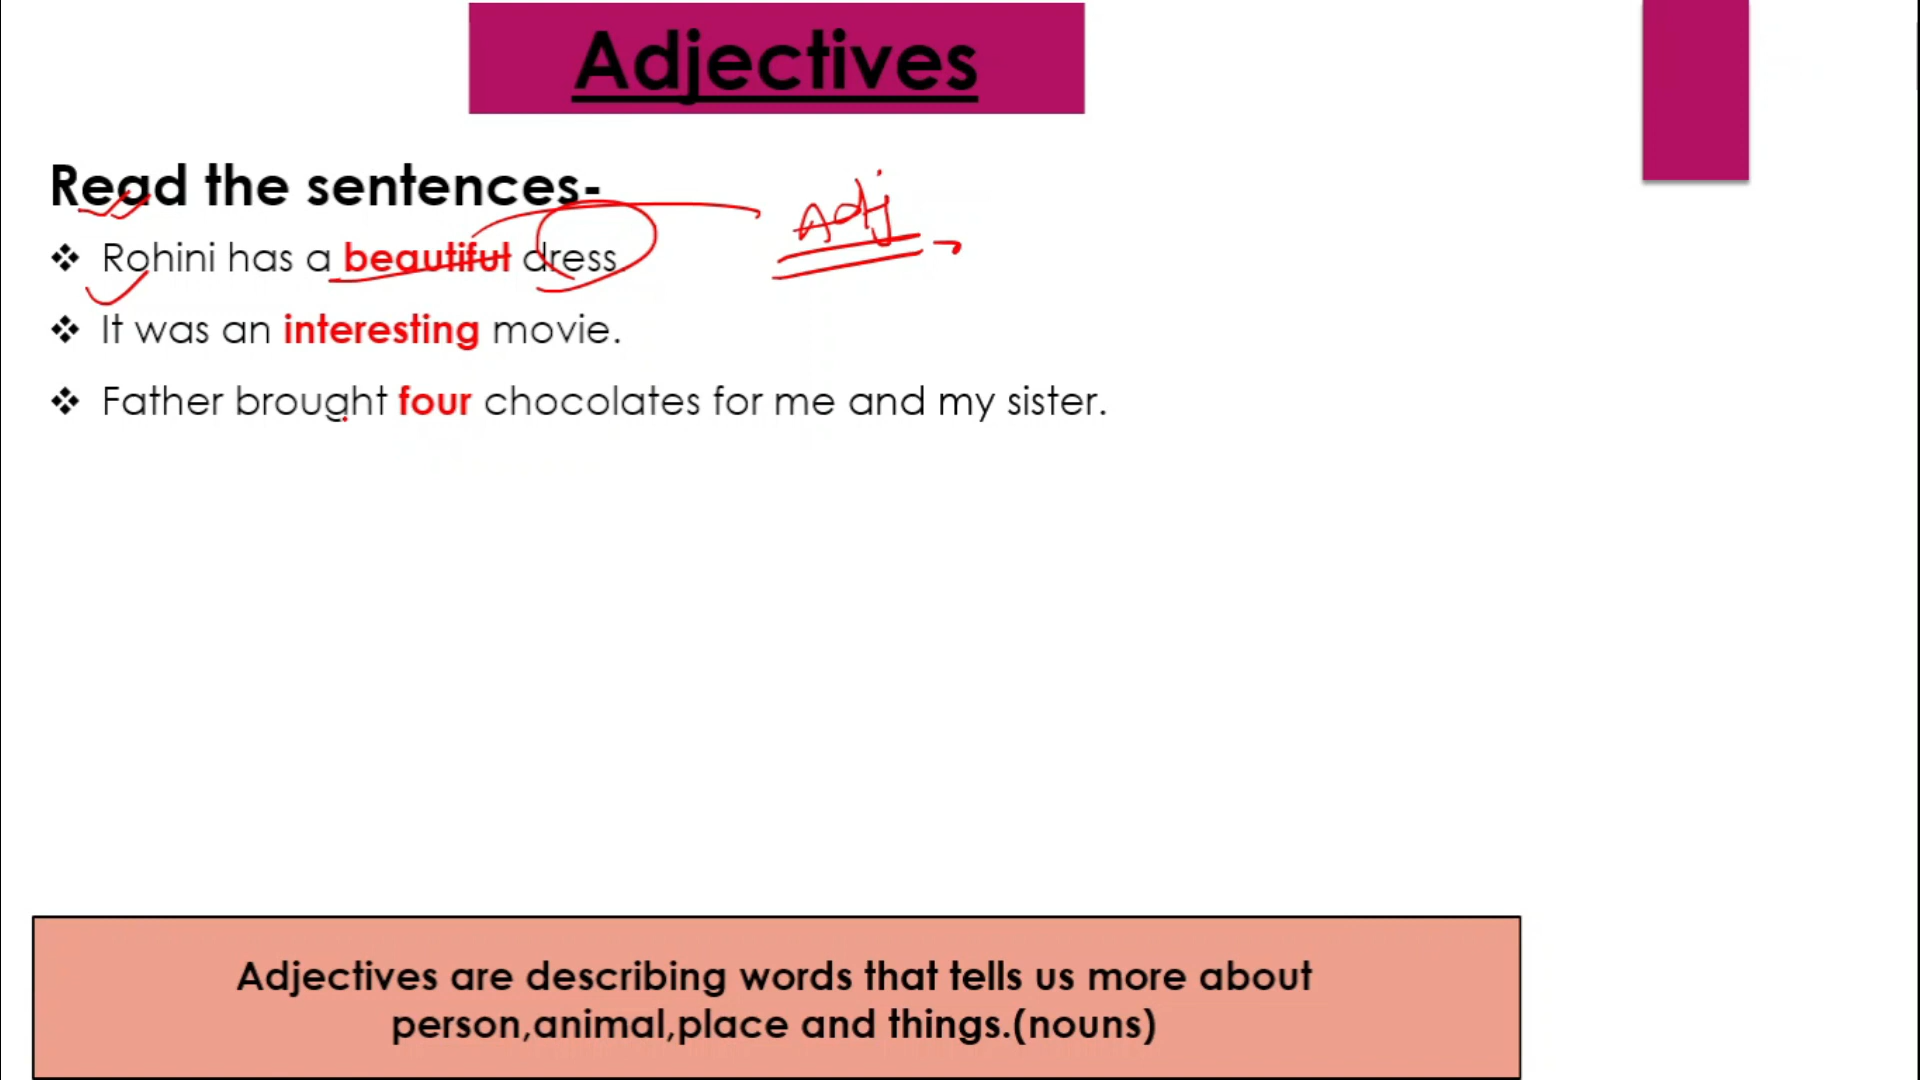 Adjectives
Read the sentences-
Adj
❖ Rohini has a beautiful dress.
❖ It was an interesting movie.
❖ Father brought four chocolates for me and my sister.
Adjectives are describing words that tells us more about
person,animal,place and things.(nouns)